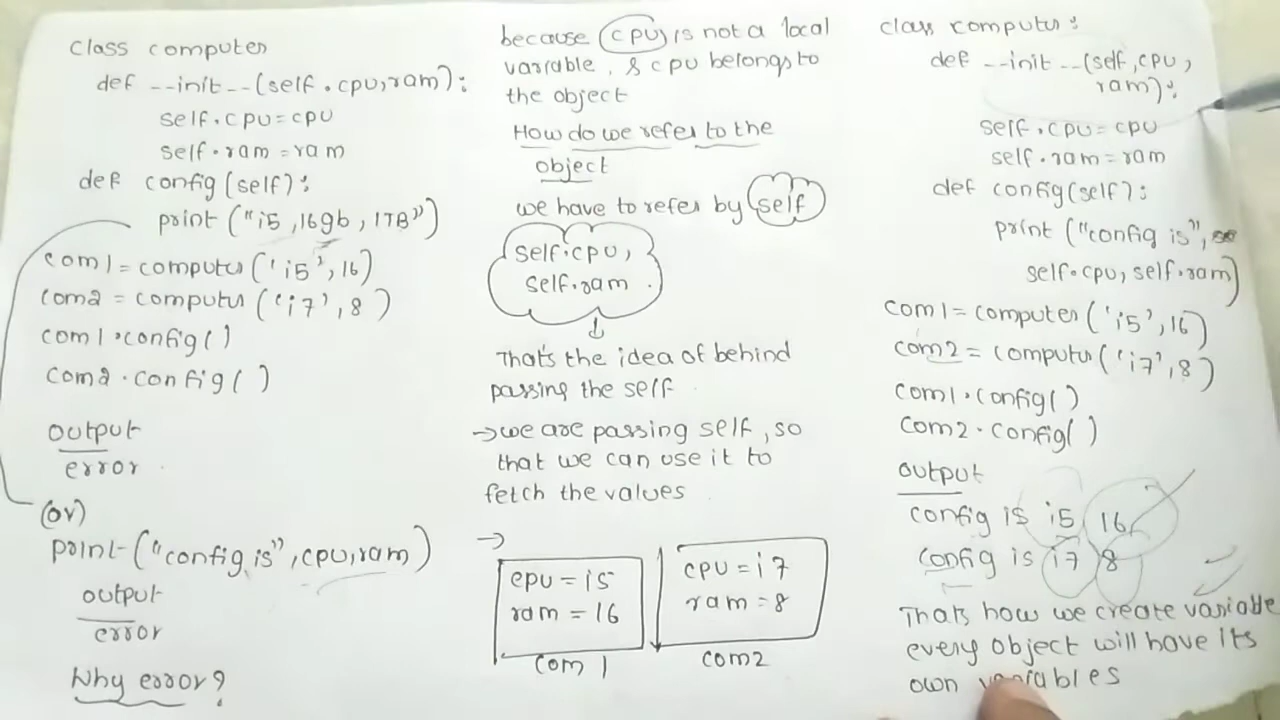 class computer
def --init--(self.cpu,ram):
self.cpu=cpu
self.ram=ram
def config(self):
print("i5,16gb,1TB")
com1=computer('i5',16)
com2=computer('i7',8)
com1.config()
com2.config()
output
error
(or)
print("config is",cpu,ram)
output
error
Why error?
because cpu is not a local
variable, & cpu belongs to
the object
How do we refer to the
object
we have to refer by self
self.cpu,
self.ram.
That's the idea of behind
passing the self
→we are passing self, so
that we can use it to
fetch the values
→
cpu=i5
ram=16
com1
cpu=i7
ram=8
com2
class computer:
def --init--(self,cpu,
ram):
self.cpu=cpu
self.ram=ram
def config(self):
print("config is",
self.cpu,self.ram)
com1=computer('i5',16)
com2=computer('i7',8)
com1.config()
com2.config()
output
config is i5 16
config is i7 8
That's how we create variable
every object will have its
own variables